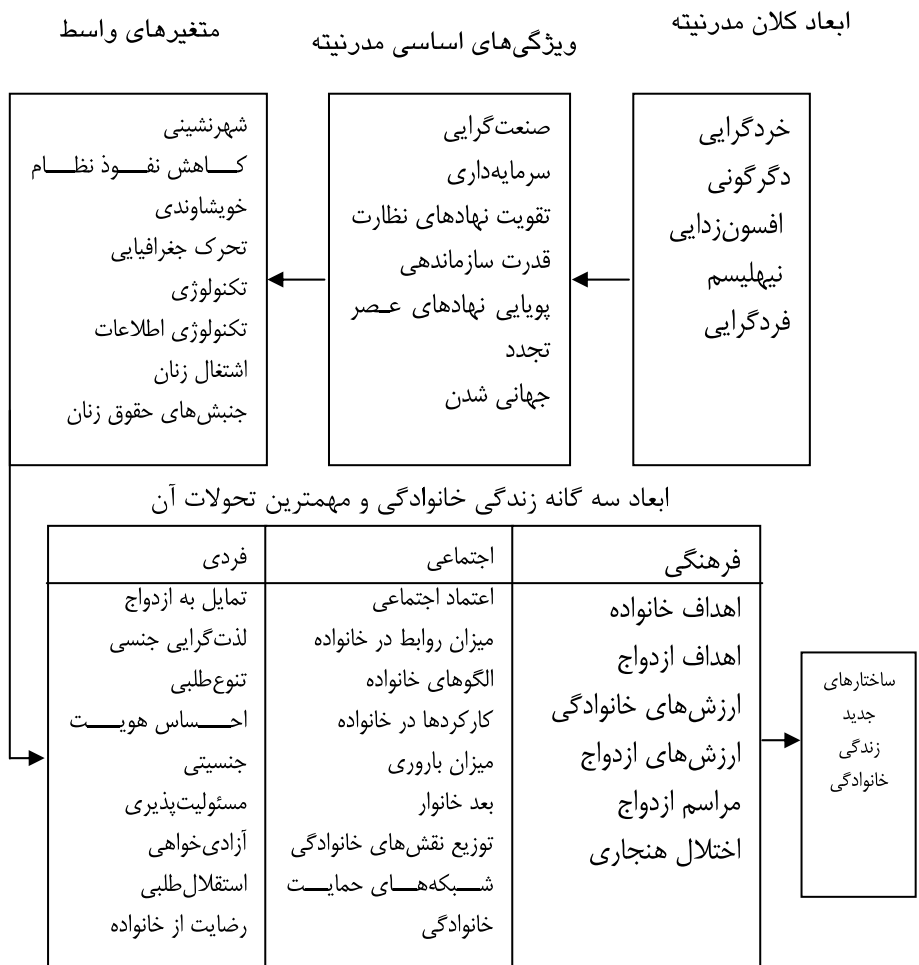 ابعاد کلان مدرنیته
ویژگی‌های اساسی مدرنیته
متغیرهای واسط
خردگرایی
دگرگونی
افسون‌زدایی
نیهلیسم
فردگرایی
صنعت‌گرایی
سرمایه‌داری
تقویت نهادهای نظارت
قدرت سازماندهی
پویایی نهادهای عصر
تجدد
جهانی شدن
شهرنشینی
کاهش نفوذ نظام
خویشاوندی
تحرک جغرافیایی
تکنولوژی
تکنولوژی اطلاعات
اشتغال زنان
جنبش‌های حقوق زنان
ابعاد سه گانه زندگی خانوادگی و مهمترین تحولات آن
فرهنگی
اهداف خانواده
اهداف ازدواج
ارزش‌های خانوادگی
ارزش‌های ازدواج
مراسم ازدواج
اختلال هنجاری
اجتماعی
اعتماد اجتماعی
میزان روابط در خانواده
الگوهای خانواده
کارکردها در خانواده
میزان باروری
بعد خانوار
توزیع نقش‌های خانوادگی
شبکه‌های حمایت
خانوادگی
فردی
تمایل به ازدواج
لذت‌گرایی جنسی
تنوع‌طلبی
احساس هویت
جنسیتی
مسئولیت‌پذیری
آزادی‌خواهی
استقلال‌طلبی
رضایت از خانواده
ساختارهای
جدید
زندگی
خانوادگی